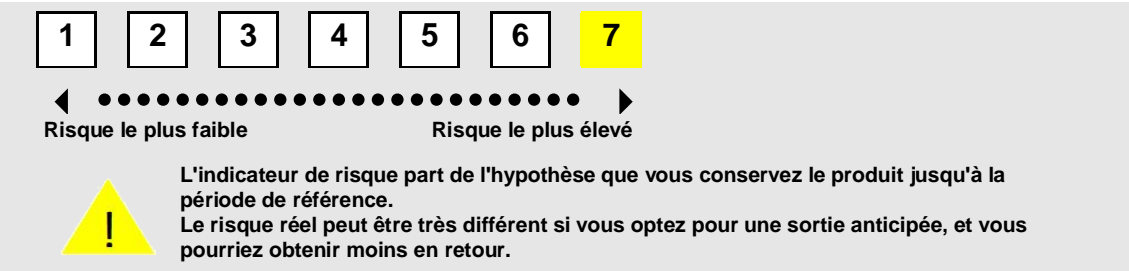 1 2 3 4 5 6 7
Risque le plus faible Risque le plus élevé
L'indicateur de risque part de l'hypothèse que vous conservez le produit jusqu'à la
période de référence.
Le risque réel peut être très différent si vous optez pour une sortie anticipée, et vous
pourriez obtenir moins en retour.
!